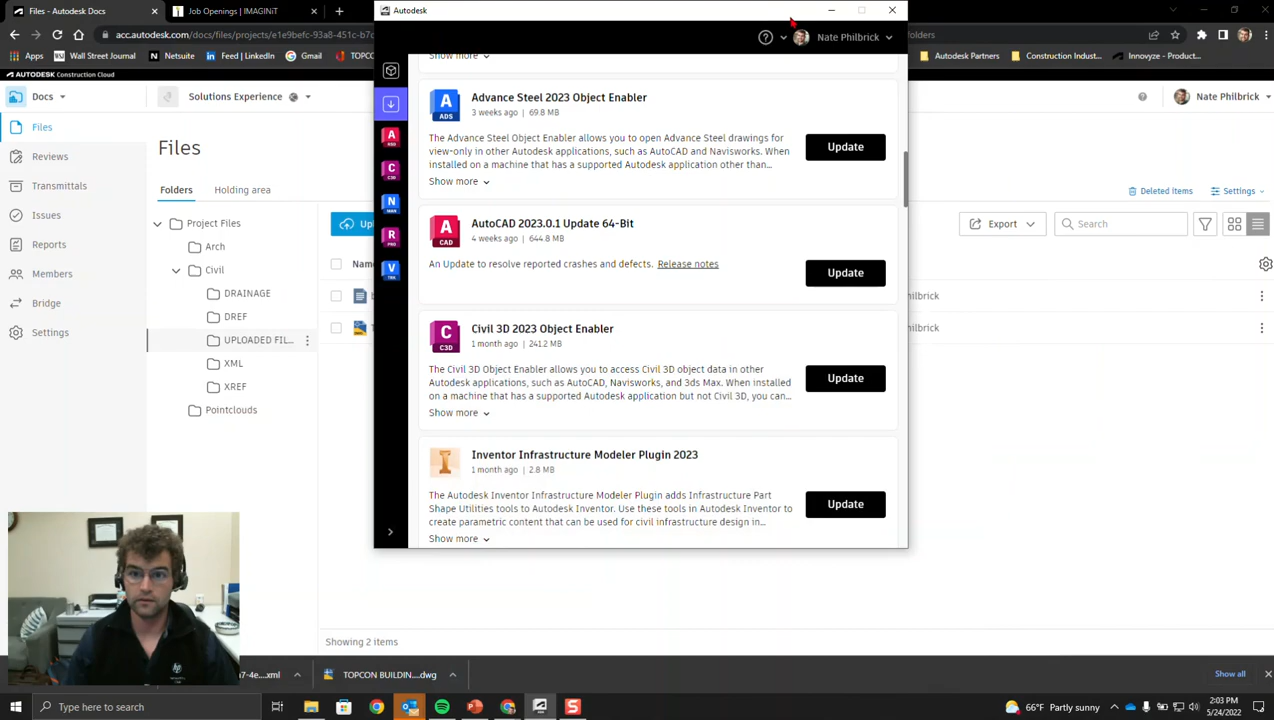 Files - Autodesk Docs
Job Openings | IMAGINiT
Autodesk
acc.autodesk.com/docs/files/projects/e1e9befc-93a8-451c-b7c
Apps
Wall Street Journal
Netsuite
Feed | LinkedIn
Gmail
TOPC
Autodesk Partners
Construction Indust...
Innovyze - Produc...
AUTODESK Construction Cloud
Nate Philbrick
Docs
Solutions Experience
Nate Philbrick
Files
Reviews
Transmittals
Issues
Reports
Members
Bridge
Settings
Files
Folders
Holding area
Deleted items
Settings
Project Files
Arch
Civil
DRAINAGE
DREF
UPLOADED FIL...
XML
XREF
Pointclouds
Export
Search
Show more
Advance Steel 2023 Object Enabler
3 weeks ago | 69.8 MB
The Advance Steel Object Enabler allows you to open Advance Steel drawings for
view-only in other Autodesk applications, such as AutoCAD and Navisworks. When
installed on a machine that has a supported Autodesk application other than...
Show more
Update
AutoCAD 2023.0.1 Update 64-Bit
4 weeks ago | 644.8 MB
An Update to resolve reported crashes and defects. Release notes
Update
Civil 3D 2023 Object Enabler
1 month ago | 241.2 MB
The Civil 3D Object Enabler allows you to access Civil 3D object data in other
Autodesk applications, such as AutoCAD, Navisworks, and 3ds Max. When installed
on a machine that has a supported Autodesk application but not Civil 3D, you can...
Show more
Update
Inventor Infrastructure Modeler Plugin 2023
1 month ago | 2.8 MB
The Autodesk Inventor Infrastructure Modeler Plugin adds Infrastructure Part
Shape Utilities tools to Autodesk Inventor. Use these tools in Autodesk Inventor to
create parametric content that can be used for civil infrastructure design in...
Show more
Update
Showing 2 items
TOPCON BUILDIN....dwg
Show all
Type here to search
66°F Partly sunny
2:03 PM
5/24/2022